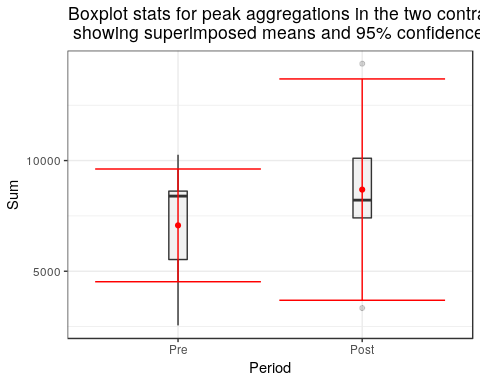 Boxplot stats for peak aggregations in the two
showing superimposed means and 95% confidence
Sum
10000
5000
Pre
Post
Period